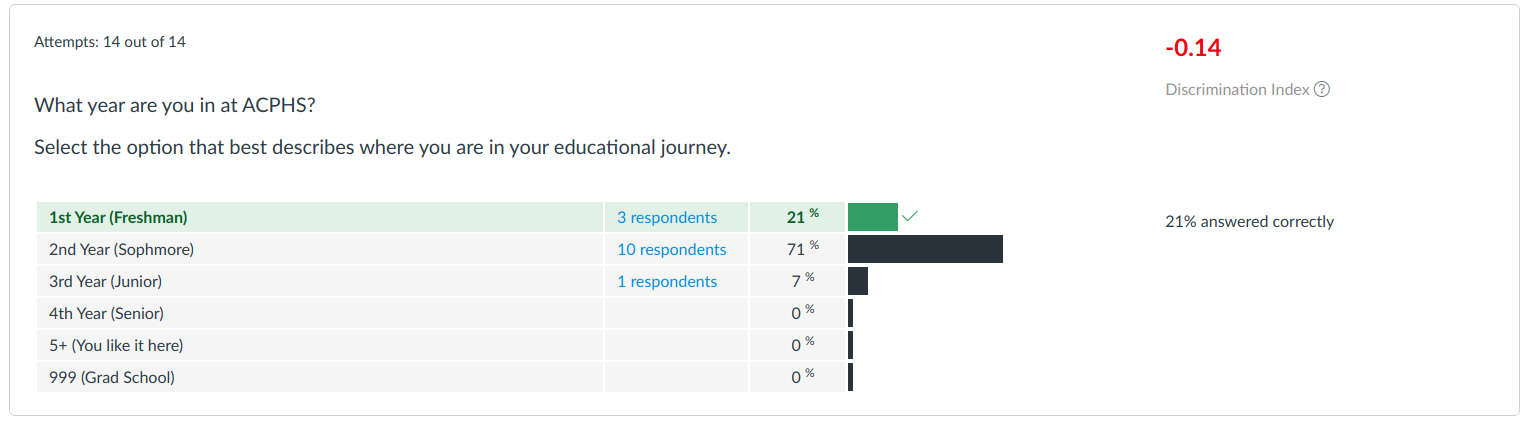 Attempts: 14 out of 14
-0.14
Discrimination Index ?
What year are you in at ACPHS?
Select the option that best describes where you are in your educational journey.
1st Year (Freshman) 3 respondents 21 % 21% answered correctly
2nd Year (Sophmore) 10 respondents 71 %
3rd Year (Junior) 1 respondents 7 %
4th Year (Senior) 0 %
5+ (You like it here) 0 %
999 (Grad School) 0 %